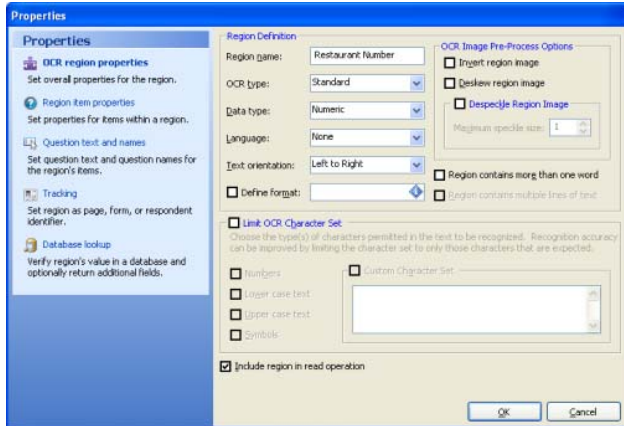 Properties
Properties
OCR region properties
Set overall properties for the region.
Region item properties
Set properties for items within a region.
Question text and names
Set question text and question names for
the region's items.
Tracking
Set region as page, form, or respondent
identifier.
Database lookup
Verify region's value in a database and
optionally return additional fields.
Region Definition
Region name: Restaurant Number
OCR type: Standard
Data type: Numeric
Language: None
Text orientation: Left to Right
Define format:
OCR Image Pre-Process Options
Invert region image
Deskew region image
Despeckle Region Image
Maximum speckle size: 1
Region contains more than one word
Region contains multiple lines of text
Limit OCR Character Set
Choose the type(s) of characters permitted in the text to be recognized. Recognition accuracy
can be improved by limiting the character set to only those characters that are expected.
Numbers
Lower case text
Upper case text
Symbols
Custom Character Set
Include region in read operation
OK
Cancel